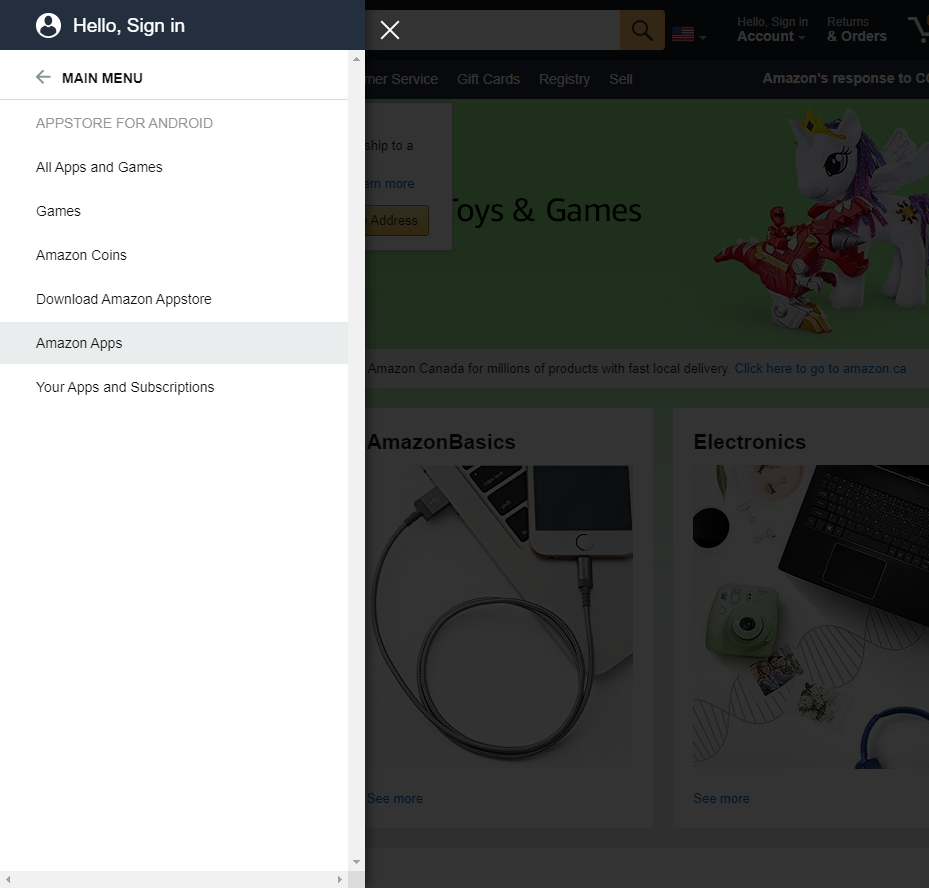 Hello, Sign in
MAIN MENU
APPSTORE FOR ANDROID
All Apps and Games
Games
Amazon Coins
Download Amazon Appstore
Amazon Apps
Your Apps and Subscriptions
Hello, Sign in
Account
Returns
& Orders
Service
Gift Cards
Registry
Sell
Amazon's response to
ship to a
more
Address
Toys & Games
Amazon Canada for millions of products with fast local delivery. Click here to go to amazon.ca
AmazonBasics
See more
Electronics
See more